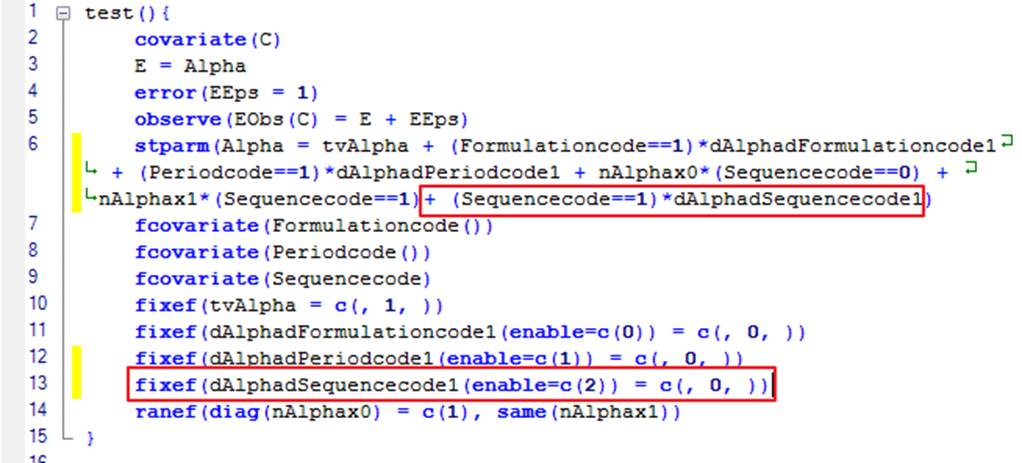 1 test(){
2 covariate(C)
3 E = Alpha
4 error(EEps = 1)
5 observe(EObs(C) = E + EEps)
6 stparm(Alpha = tvAlpha + (Formulationcode==1)*dAlphadFormulationcode1
+ (Periodcode==1)*dAlphadPeriodcode1 + nAlphax0*(Sequencecode==0) +
nAlphax1*(Sequencecode==1)+ (Sequencecode==1)*dAlphadSequencecode1)
7 fcovariate(Formulationcode())
8 fcovariate(Periodcode())
9 fcovariate(Sequencecode)
10 fixef(tvAlpha = c(, 1, ))
11 fixef(dAlphadFormulationcode1(enable=c(0)) = c(, 0, ))
12 fixef(dAlphadPeriodcode1(enable=c(1)) = c(, 0, ))
13 fixef(dAlphadSequencecode1(enable=c(2)) = c(, 0, ))
14 ranef(diag(nAlphax0) = c(1), same(nAlphax1))
15 }
16